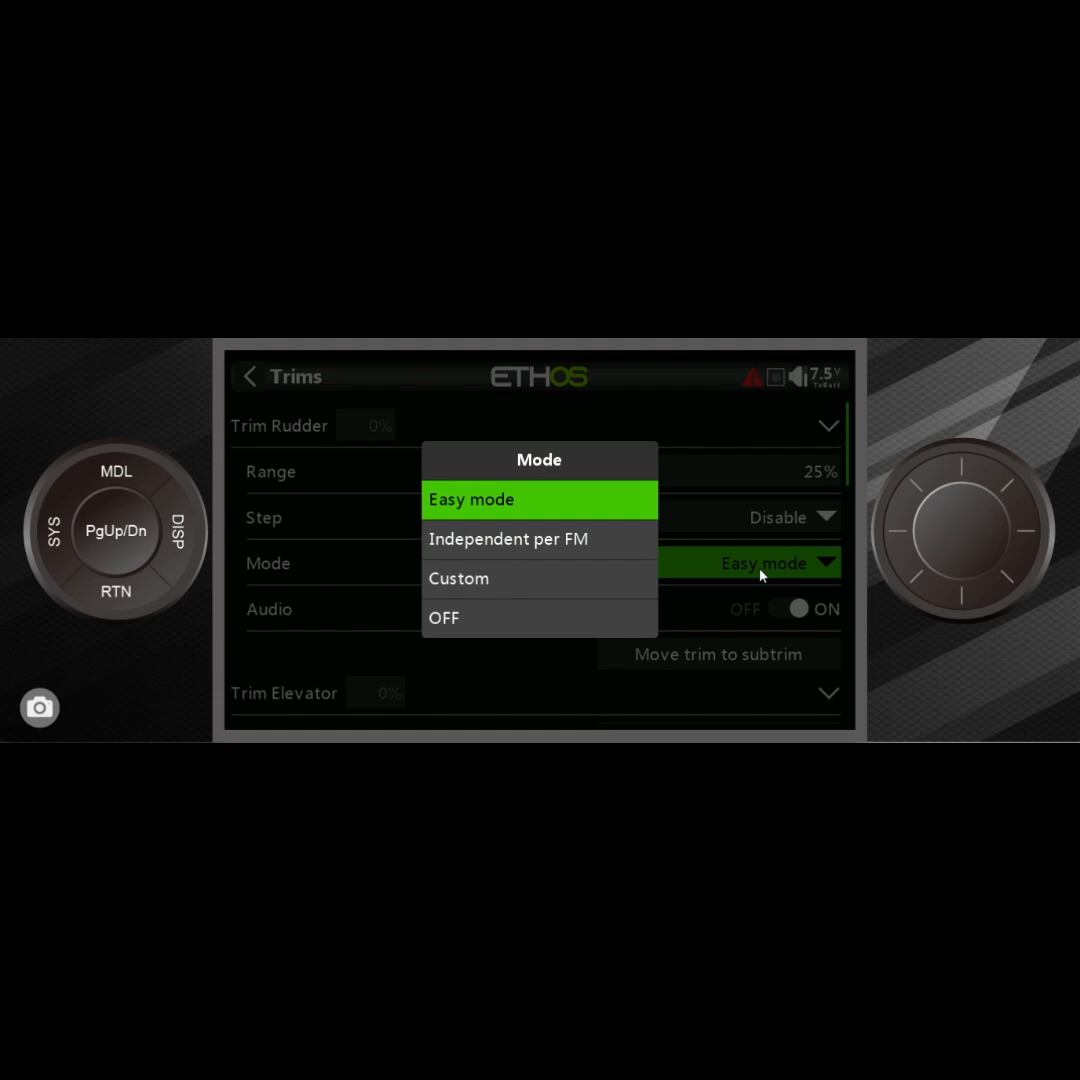 Trims
ETHOS
7.5V
TxBatt
Trim Rudder 0%
Range 25%
Step Disable
Mode Easy mode
Audio OFF ON
Move trim to subtrim
Trim Elevator 0%
Mode
Easy mode
Independent per FM
Custom
OFF
MDL
SYS
PgUp/Dn
DISP
RTN